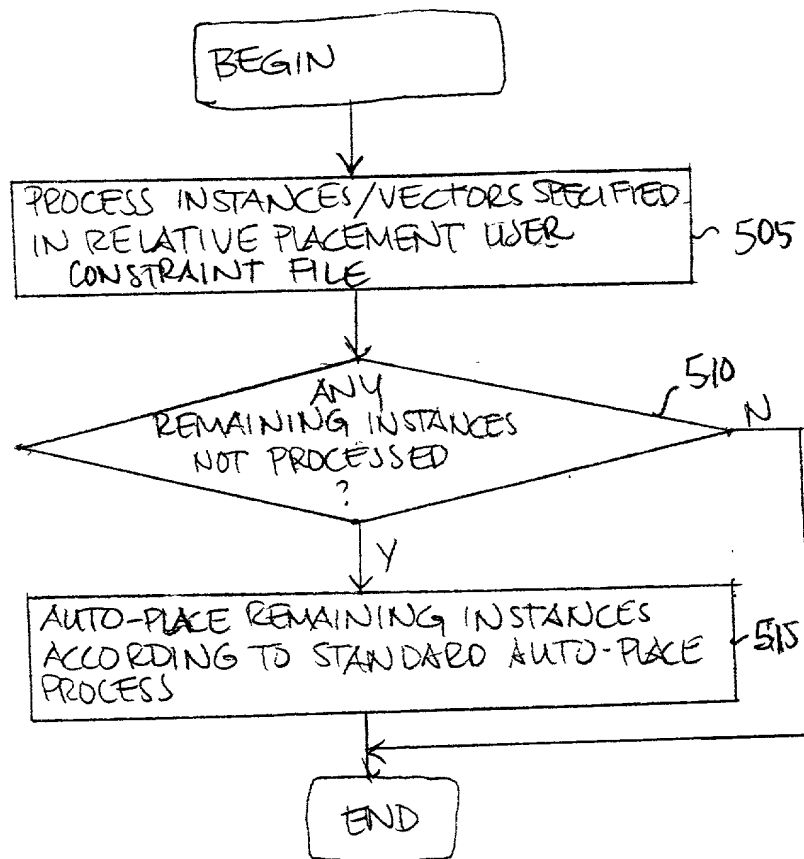 BEGIN
PROCESS INSTANCES/VECTORS SPECIFIED
IN RELATIVE PLACEMENT USER
CONSTRAINT FILE
505
510
ANY
REMAINING INSTANCES
NOT PROCESSED
?
N
Y
AUTO-PLACE REMAINING INSTANCES
ACCORDING TO STANDARD AUTO-PLACE
PROCESS
515
END